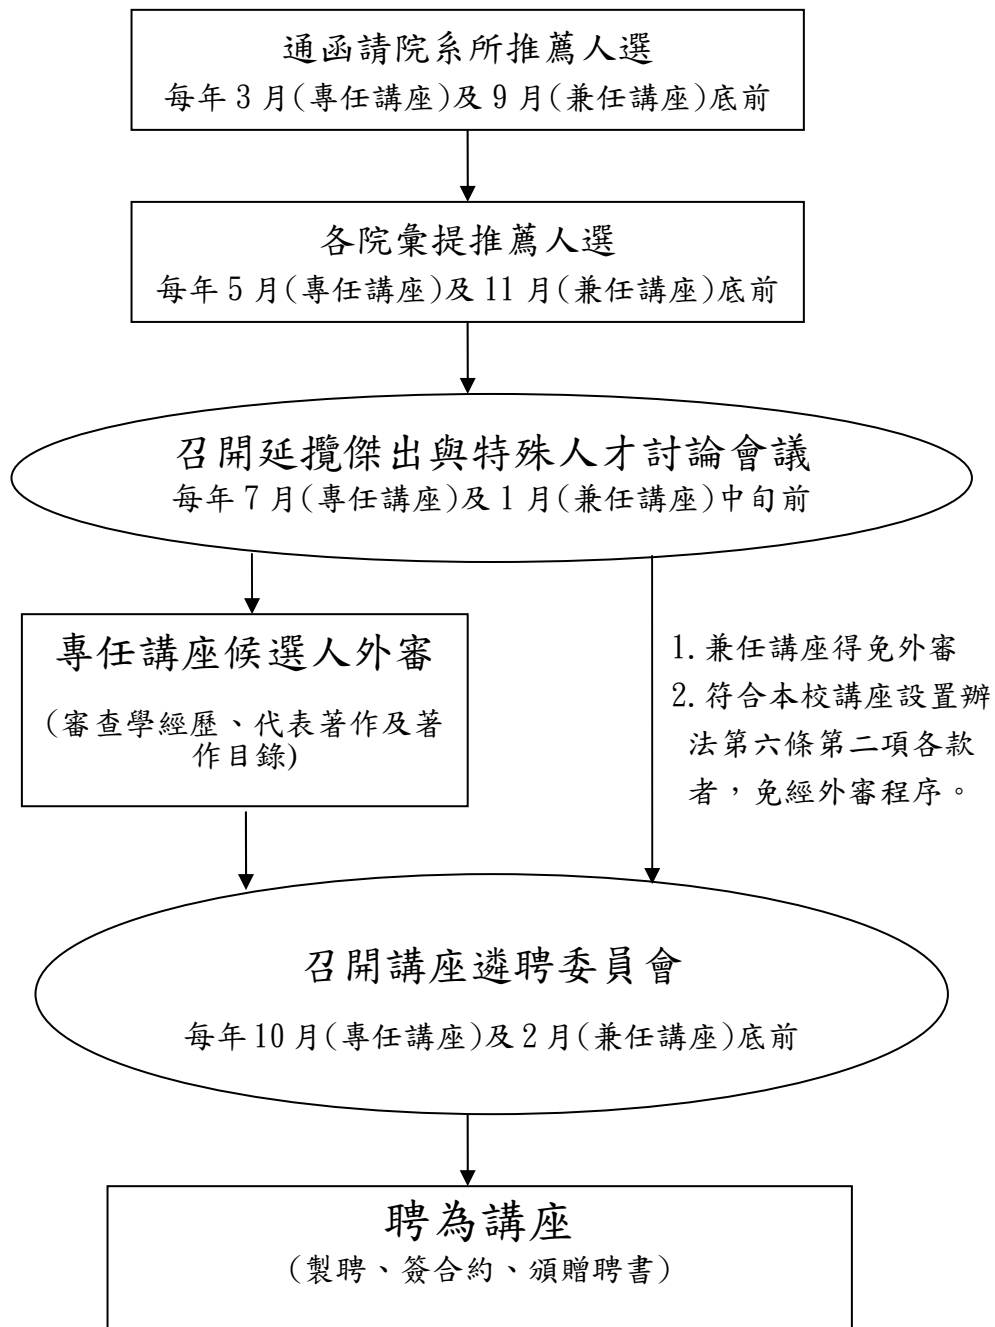 通函請院系所推薦人選
每年 3 月(專任講座)及 9 月(兼任講座)底前
各院彙提推薦人選
每年 5 月(專任講座)及 11 月(兼任講座)底前
召開延攬傑出與特殊人才討論會議
每年 7 月(專任講座)及 1 月(兼任講座)中旬前
專任講座候選人外審
(審查學經歷、代表著作及著
作目錄)
1. 兼任講座得免外審
2. 符合本校講座設置辦
法第六條第二項各款
者，免經外審程序。
召開講座遴聘委員會
每年 10 月(專任講座)及 2 月(兼任講座)底前
聘為講座
(製聘、簽合約、頒贈聘書)